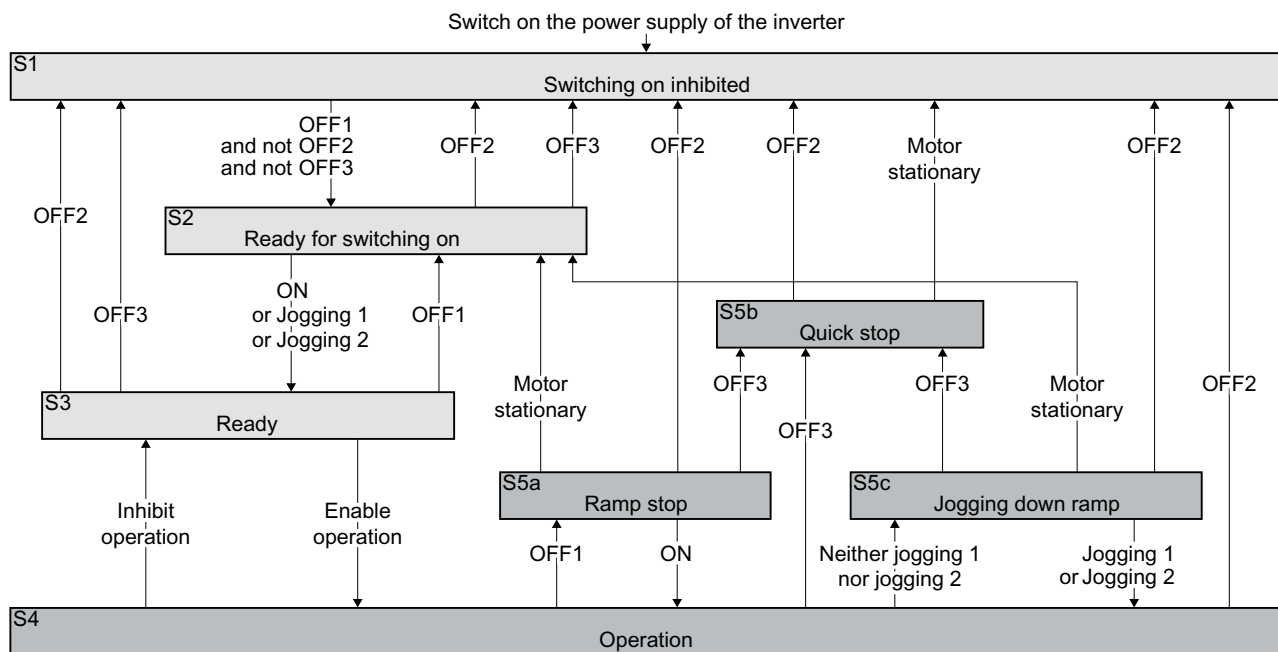 Switch on the power supply of the inverter
S1
Switching on inhibited
OFF1
and not OFF2
and not OFF3
OFF2
OFF3
OFF2
OFF2
Motor
stationary
OFF2
OFF2
S2
Ready for switching on
OFF3
ON
or Jogging 1
or Jogging 2
OFF1
S5b
Quick stop
Motor
stationary
OFF3
OFF3
Motor
stationary
OFF2
S3
Ready
OFF3
S5a
Ramp stop
S5c
Jogging down ramp
Inhibit
operation
Enable
operation
OFF1
ON
Neither jogging 1
nor jogging 2
Jogging 1
or Jogging 2
S4
Operation